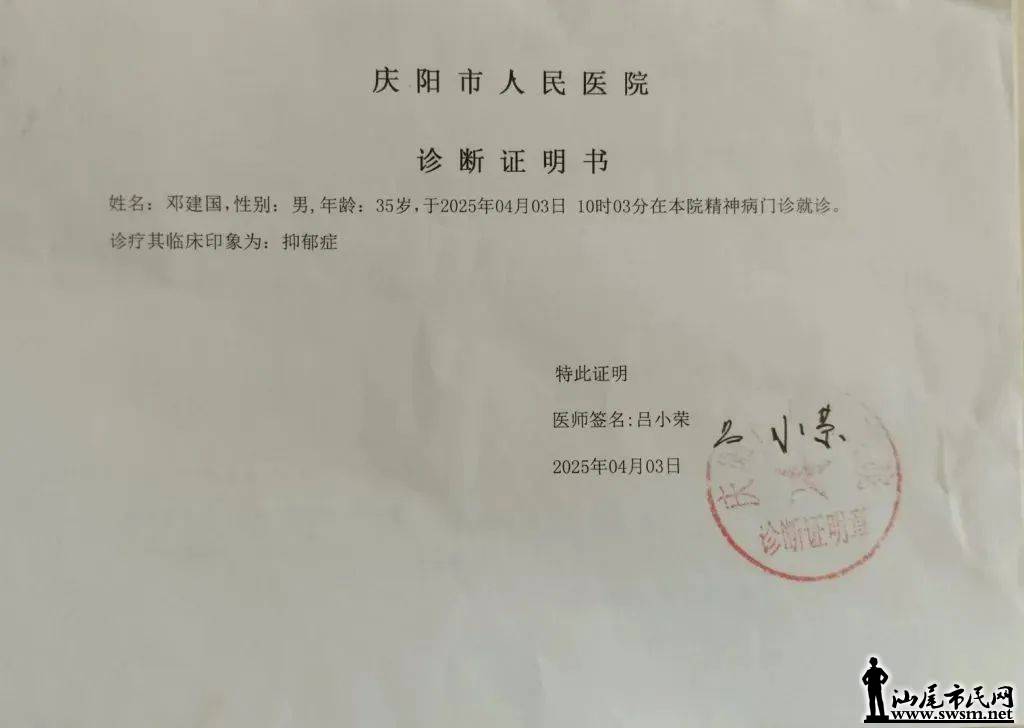 庆阳市人民医院
诊断证明书
姓名：邓建国,性别：男,年龄：35岁,于2025年04月03日 10时03分在本院精神病门诊就诊。
诊疗其临床印象为：抑郁症
特此证明
医师签名:吕小荣
吕小荣
2025年04月03日
庆
诊断证明章
汕尾市民网
www.swsm.net